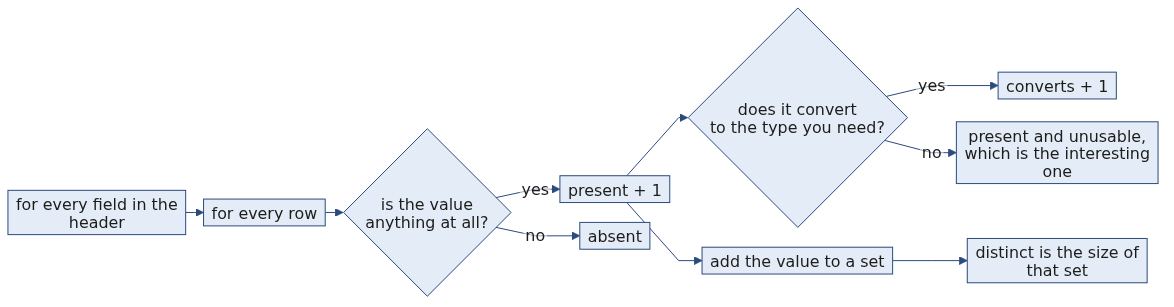 for every field in the
header
for every row
is the value
anything at all?
yes
no
present + 1
absent
does it convert
to the type you need?
yes
no
converts + 1
present and unusable,
which is the interesting
one
add the value to a set
distinct is the size of
that set